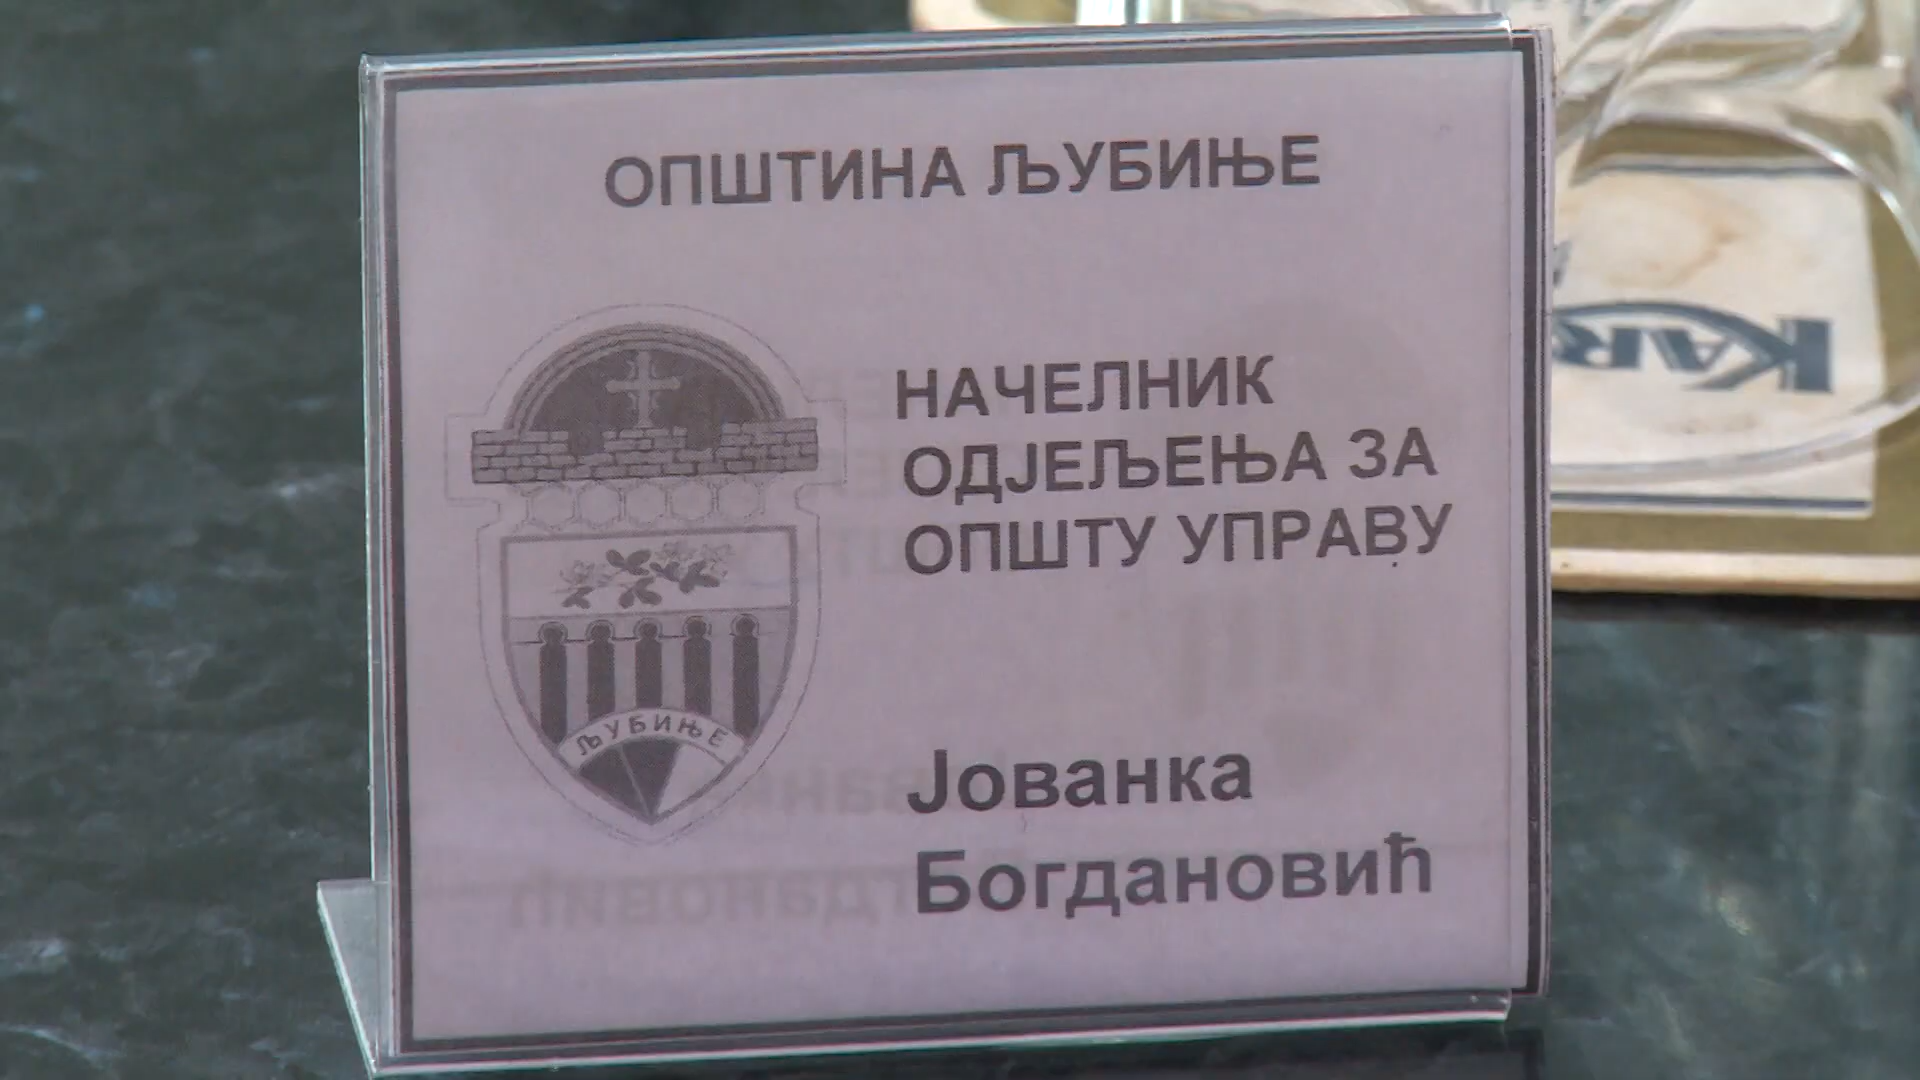 ОПШТИНА ЉУБИЊЕ
НАЧЕЛНИК
ОДЈЕЉЕЊА ЗА
ОПШТУ УПРАВУ
ЉУБИЊЕ
Јованка
Богдановић